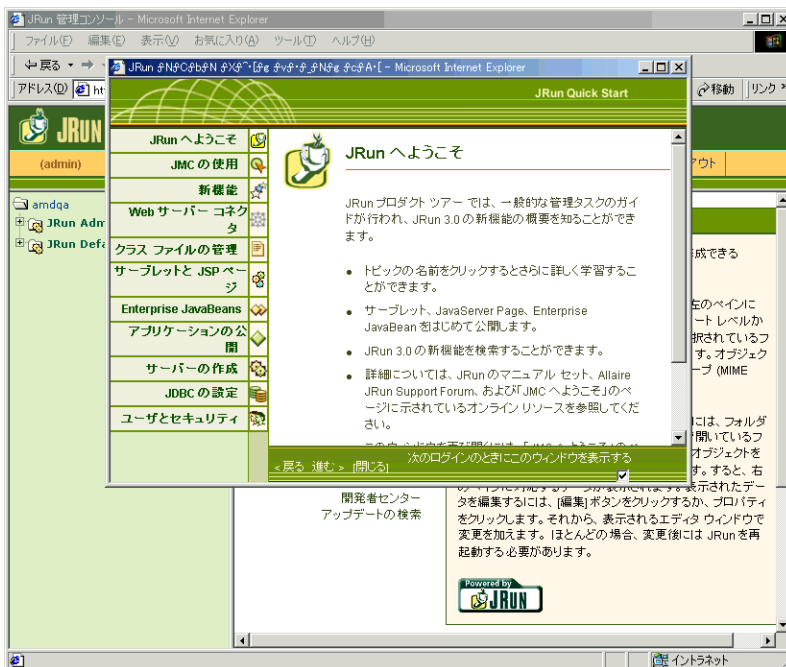 JRun 管理コンソール - Microsoft Internet Explorer
ファイル(F) 編集(E) 表示(V) お気に入り(A) ツール(T) ヘルプ(H)
戻る
アドレス(D)
移動
リンク
JRUN
(admin)
アウト
amdqa
JRun Adm
JRun Defa
- Microsoft Internet Explorer
JRun Quick Start
JRun へようこそ
JMC の使用
新機能
Web サーバー コネク
タ
クラス ファイルの管理
サーブレットと JSP ペー
ジ
Enterprise JavaBeans
アプリケーションの公
開
サーバーの作成
JDBC の設定
ユーザとセキュリティ
JRun へようこそ
JRun プロダクト ツアー では、一般的な管理タスクのガイ
ドが行われ、JRun 3.0 の新機能の概要を知ることができ
ます。
トピックの名前をクリックするとさらに詳しく学習するこ
とができます。
サーブレット、JavaServer Page、Enterprise
JavaBean をはじめて公開します。
JRun 3.0 の新機能を検索することができます。
詳細については、JRun のマニュアル セット、Allaire
JRun Support Forum、および「JMC へようこそ」のペ
ージに示されているオンライン リソースを参照してくだ
さい。
«戻る 進む» [閉じる]
次のログインのときにこのウィンドウを表示する
成できる
左のペインに
ート レベルか
択されているフ
す。オブジェク
ープ (MIME
には、フォルダ
開いているフ
オブジェクトを
す。すると、右
表示されたデー
タを編集するには、[編集] ボタンをクリックするか、プロパティ
をクリックします。それから、表示されるエディタ ウィンドウで
変更を加えます。ほとんどの場合、変更後には JRun を再
起動する必要があります。
開発者センター
アップデートの検索
Powered by
JRUN
イントラネット